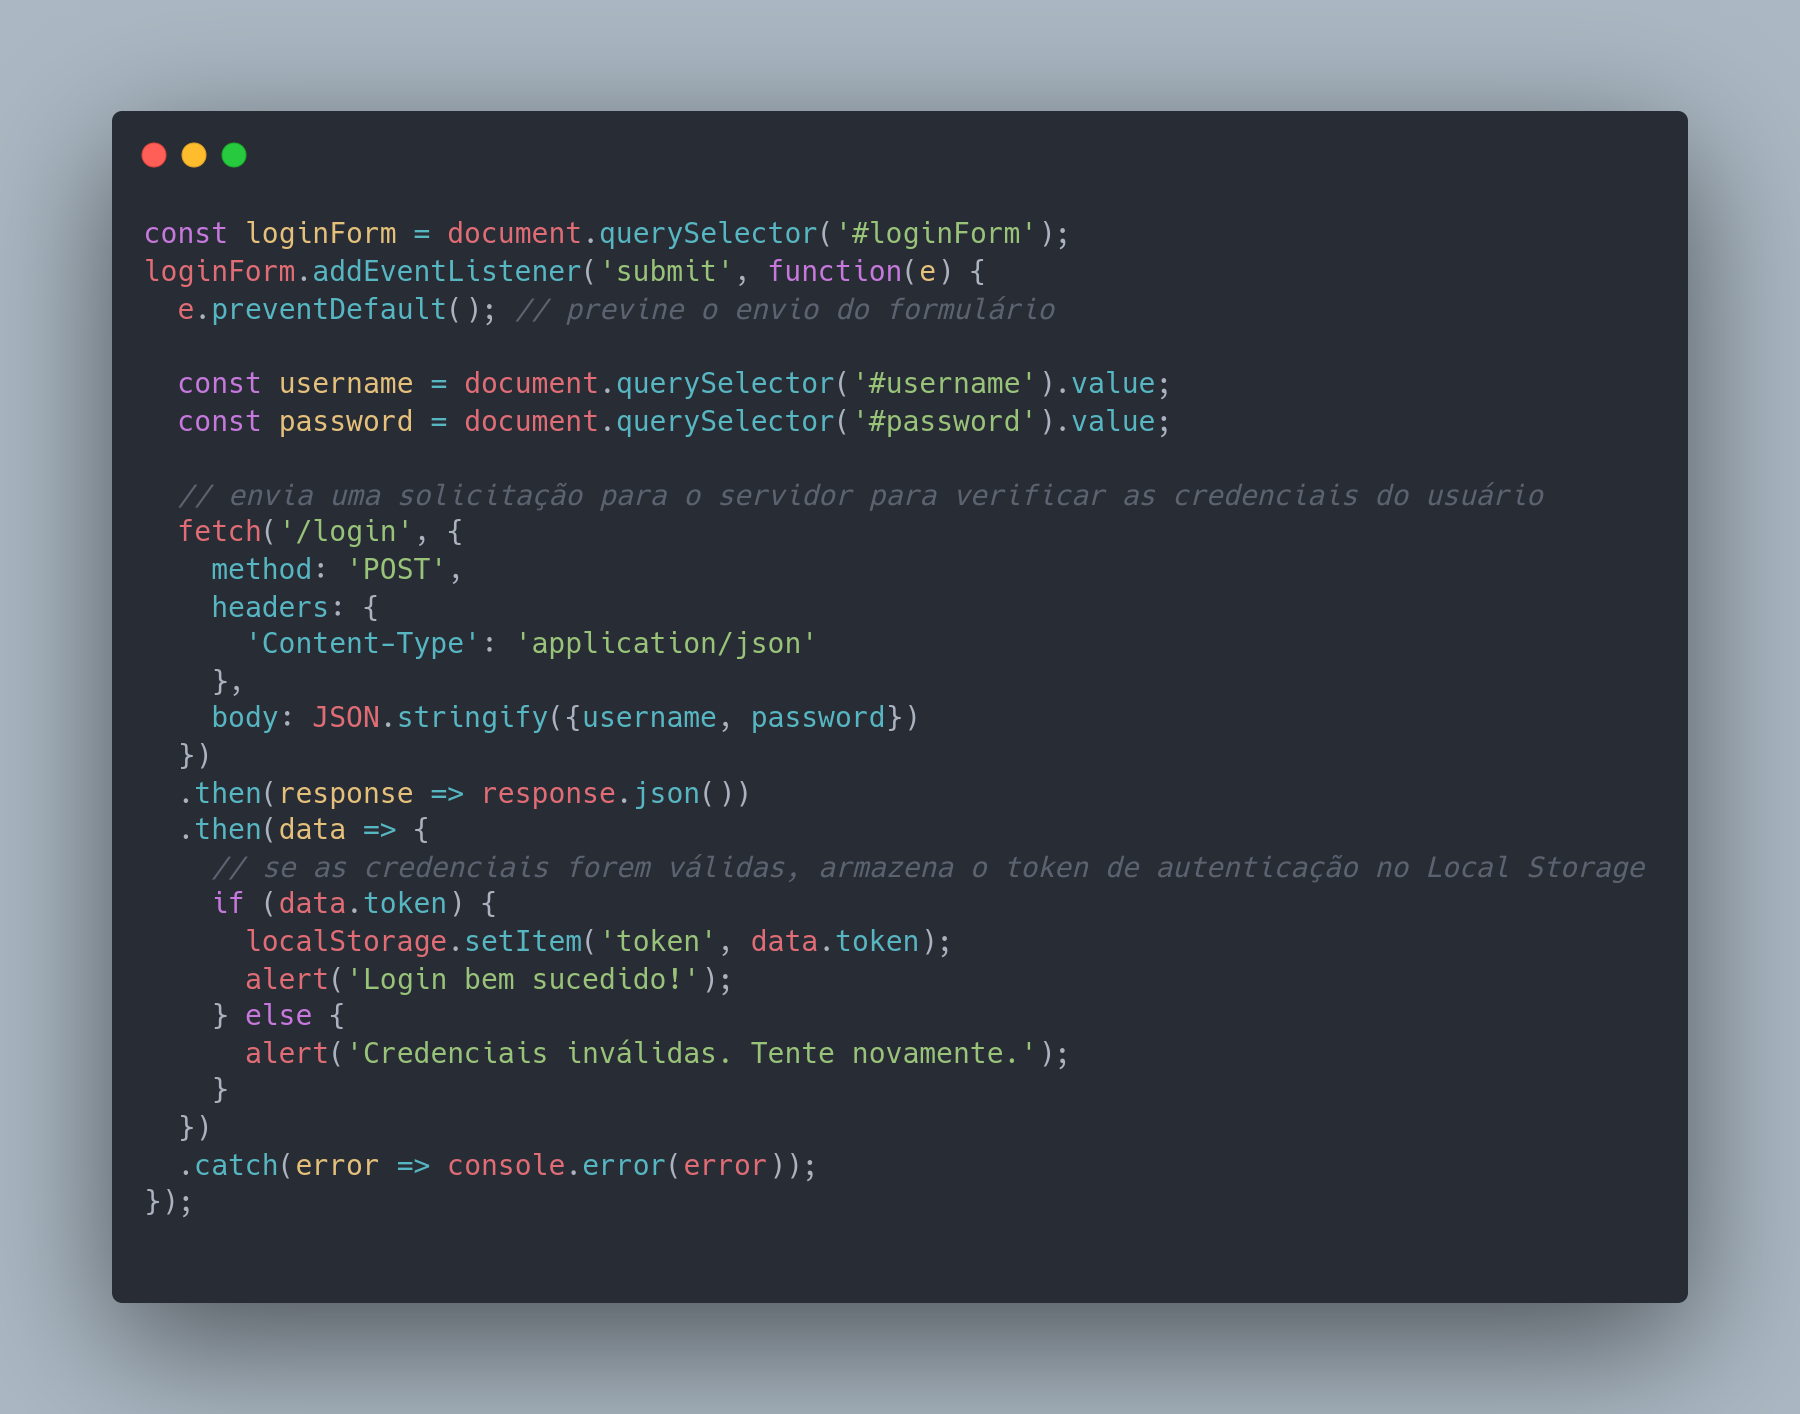 const loginForm = document.querySelector('#loginForm');
loginForm.addEventListener('submit', function(e) {
  e.preventDefault(); // previne o envio do formulário

  const username = document.querySelector('#username').value;
  const password = document.querySelector('#password').value;

  // envia uma solicitação para o servidor para verificar as credenciais do usuário
  fetch('/login', {
    method: 'POST',
    headers: {
      'Content-Type': 'application/json'
    },
    body: JSON.stringify({username, password})
  })
  .then(response => response.json())
  .then(data => {
    // se as credenciais forem válidas, armazena o token de autenticação no Local Storage
    if (data.token) {
      localStorage.setItem('token', data.token);
      alert('Login bem sucedido!');
    } else {
      alert('Credenciais inválidas. Tente novamente.');
    }
  })
  .catch(error => console.error(error));
});